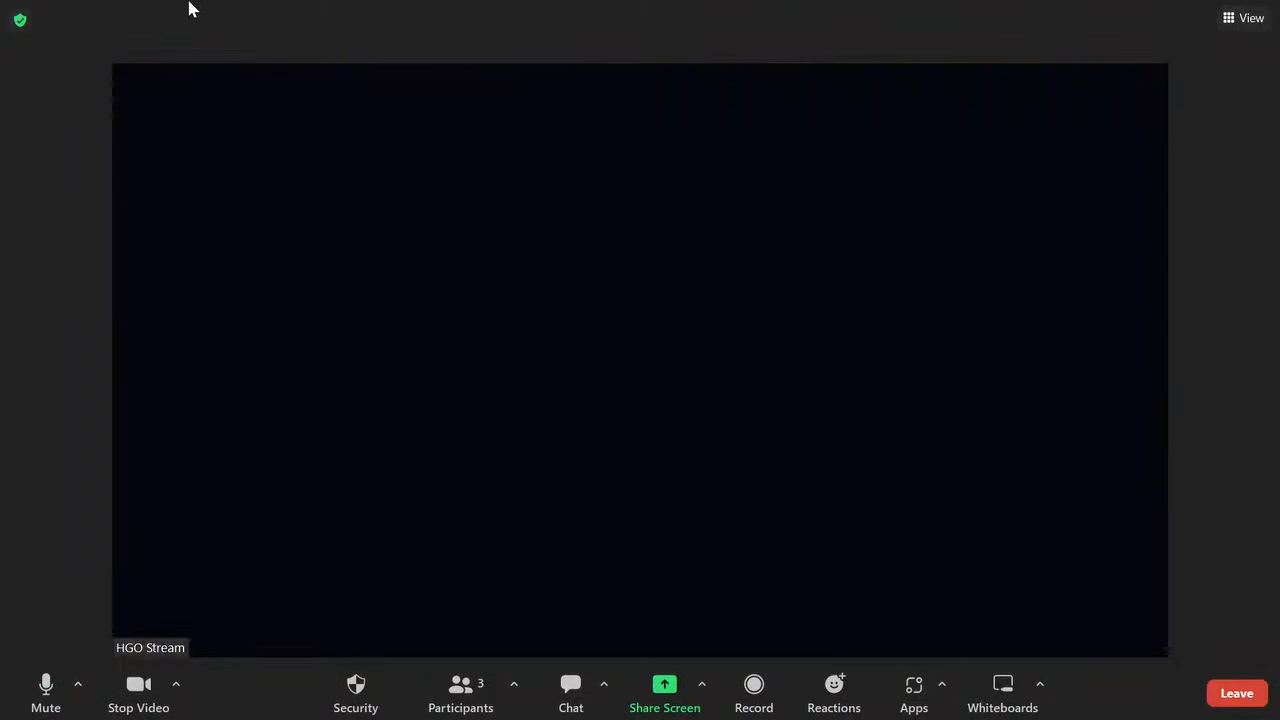 View
HGO Stream
3
Mute
Stop Video
Security
Participants
Chat
Share Screen
Record
Reactions
Apps
Whiteboards
Leave